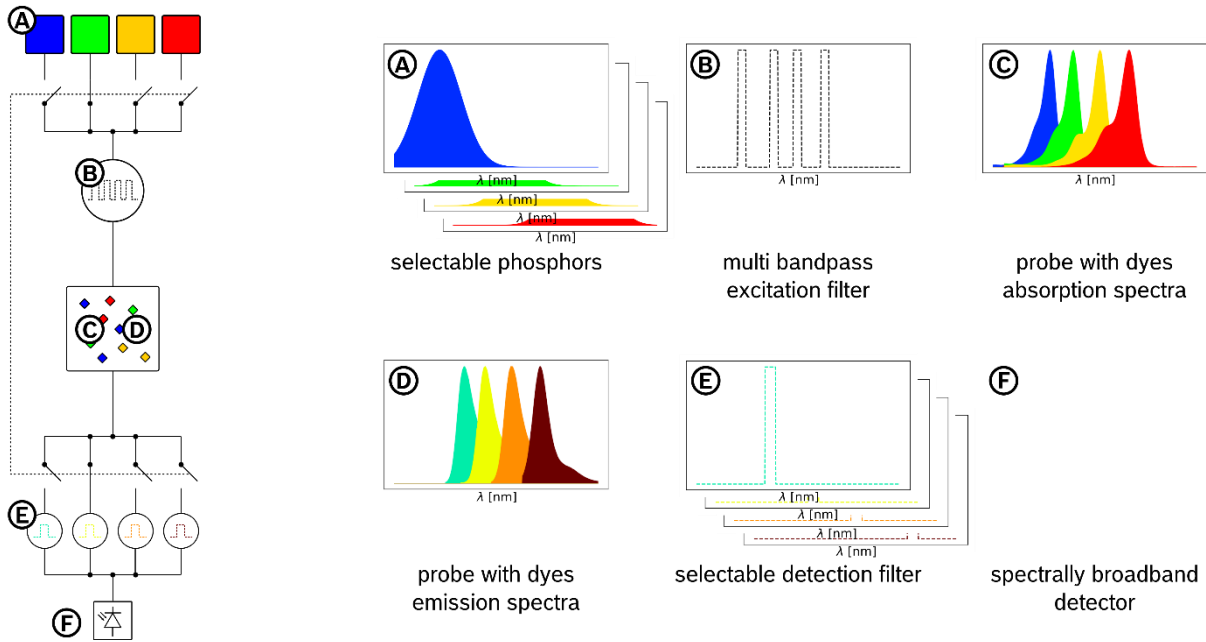 A
B
C
D
E
F
A
λ [nm]
λ [nm]
λ [nm]
λ [nm]
selectable phosphors
B
λ [nm]
multi bandpass
excitation filter
C
λ [nm]
probe with dyes
absorption spectra
D
λ [nm]
probe with dyes
emission spectra
E
λ [nm]
λ [nm]
λ [nm]
λ [nm]
selectable detection filter
F
spectrally broadband
detector